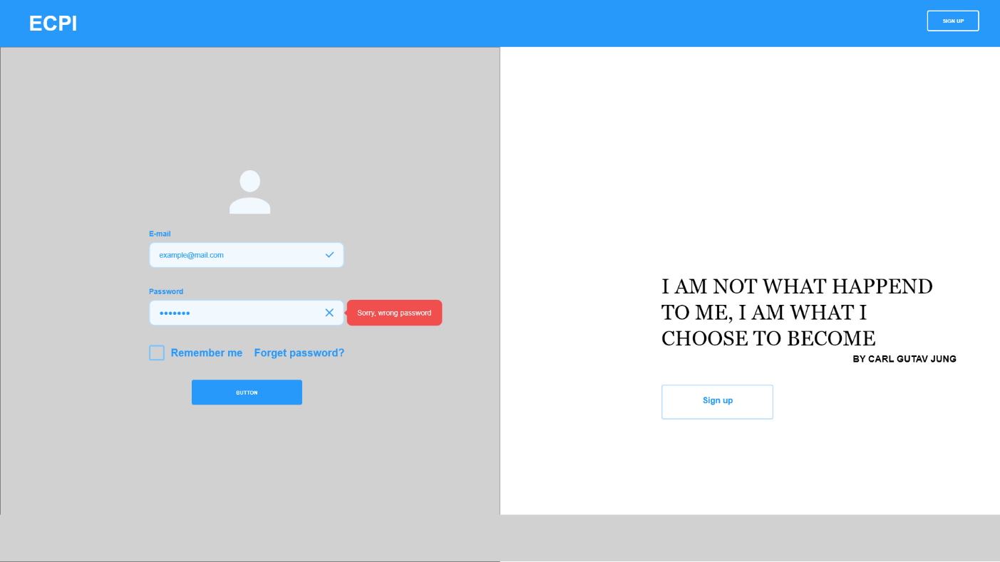 ECPI
SIGN UP
E-mail
example@mail.com
Password
•••••••
Sorry, wrong password
Remember me
Forget password?
BUTTON
I AM NOT WHAT HAPPEND
TO ME, I AM WHAT I
CHOOSE TO BECOME
BY CARL GUTAV JUNG
Sign up